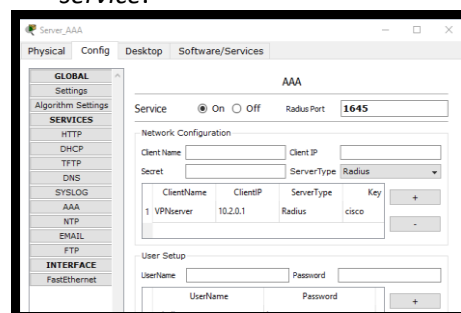 service.
Server_AAA
Physical Config Desktop Software/Services
GLOBAL
Settings
Algorithm Settings
SERVICES
HTTP
DHCP
TFTP
DNS
SYSLOG
AAA
NTP
EMAIL
FTP
INTERFACE
FastEthernet
AAA
Service On Off Radius Port 1645
Network Configuration
Client Name Client IP
Secret ServerType Radius
ClientName ClientIP ServerType Key
1 VPNserver 10.2.0.1 Radius cisco
+
-
User Setup
UserName Password
UserName Password
+